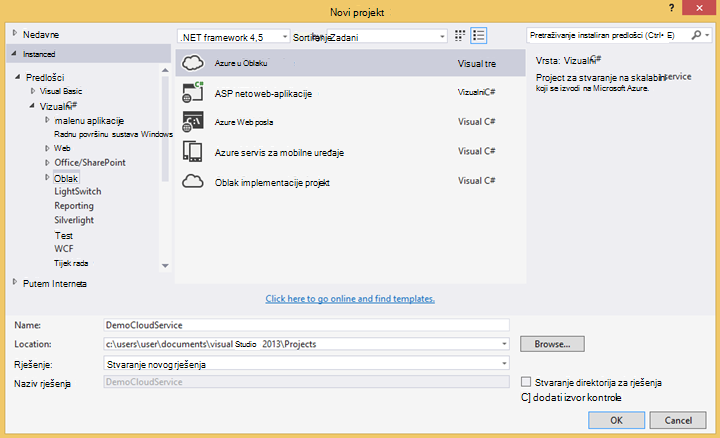 Novi projekt
Nedavne
Instanced
Predlošci
Visual Basic
Vizualni C#
malenu aplikacije
Radnu površinu sustava Windows
Web
Office/SharePoint
Oblak
LightSwitch
Reporting
Silverlight
Test
WCF
Tijek rada
Putem Interneta
.NET framework 4,5
Zadani
Azure u Oblaku Visual tre
ASP netoweb-aplikacije Vizualni C#
Azure Web posla Visual C#
Azure servis za mobilne uređaje Visual C#
Oblak implementacije projekt Visual C#
Click here to go online and find templates.
Pretraživanje instaliran predlošci (Ctrl+ E)
Vrsta: Vizualni C#
Project za stvaranje na skalabin service
koji se izvodi na Microsoft Azure.
Name: DemoCloudService
Location: c:\users\user\documents\visual Studio 2013\Projects
Browse...
Rješenje: Stvaranje novog rješenja
Naziv rješenja DemoCloudService
Stvaranje direktorija za rješenja
C] dodati izvor kontrole
OK Cancel